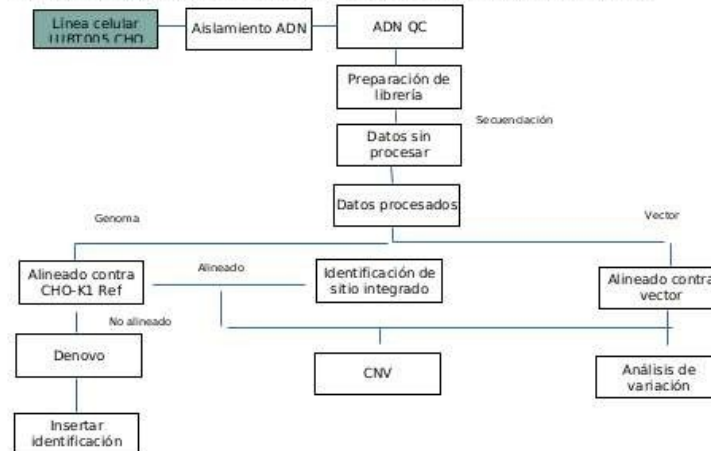 Línea celular
CHO
Aislamiento ADN
ADN QC
Preparación de
librería
Secuenciación
Datos sin
procesar
Datos procesados
Genoma
Vector
Alineado contra
CHO-K1 Ref
Alineado
Identificación de
sitio integrado
Alineado contra
vector
No alineado
Denovo
CNV
Análisis de
variación
Insertar
identificación